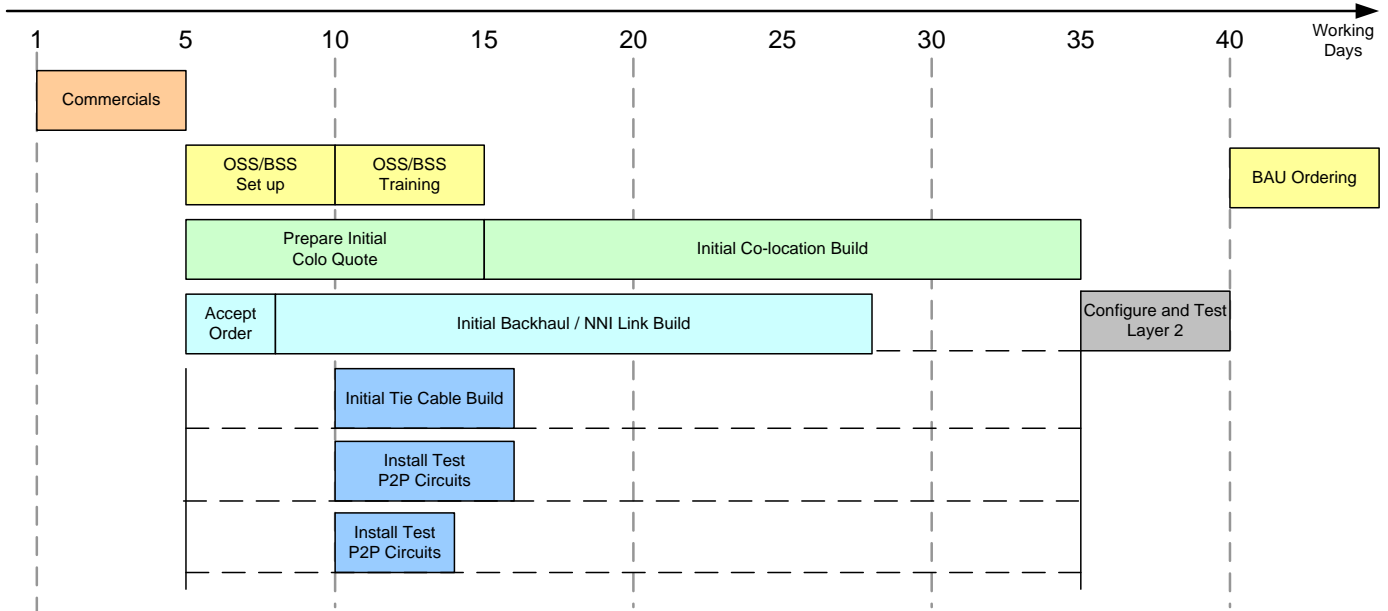 1 5 10 15 20 25 30 35 40 Working
Days
Commercials
OSS/BSS
Set up
OSS/BSS
Training
BAU Ordering
Prepare Initial
Colo Quote
Initial Co-location Build
Accept
Order
Initial Backhaul / NNI Link Build
Configure and Test
Layer 2
Initial Tie Cable Build
Install Test
P2P Circuits
Install Test
P2P Circuits